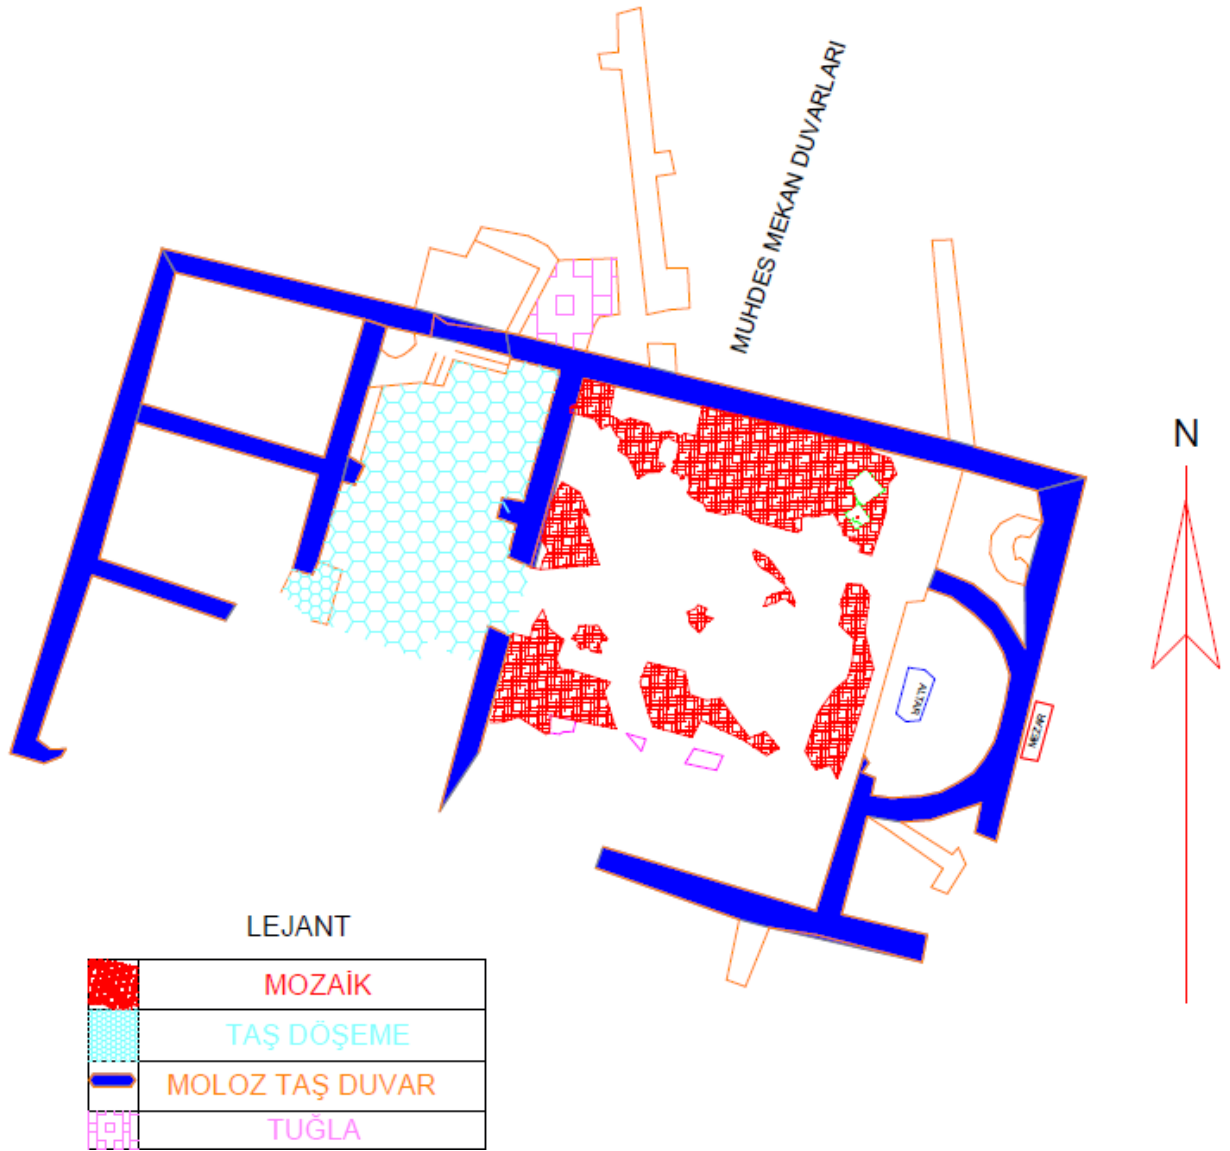 MUHDES MEKAN DUVARLARI
N
ALTAR
MEZAR
LEJANT
MOZAİK
TAŞ DÖŞEME
MOLOZ TAŞ DUVAR
TUĞLA